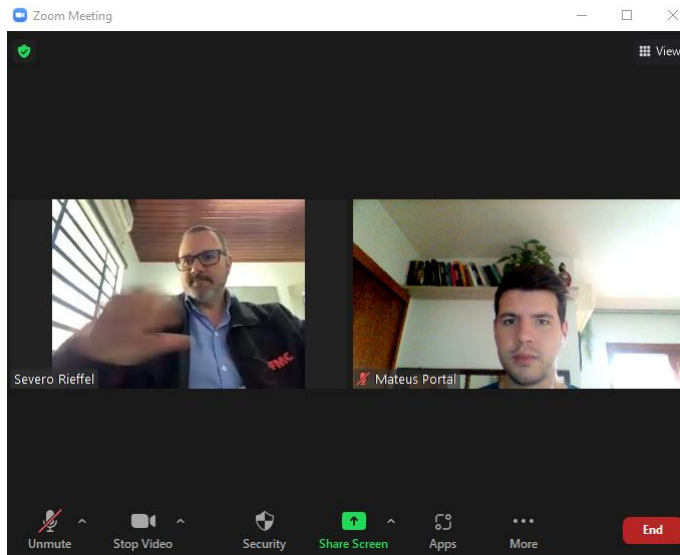 Zoom Meeting
View
FMC
Severo Rieffel
Mateus Portal
Unmute
Stop Video
Security
Share Screen
Apps
More
End